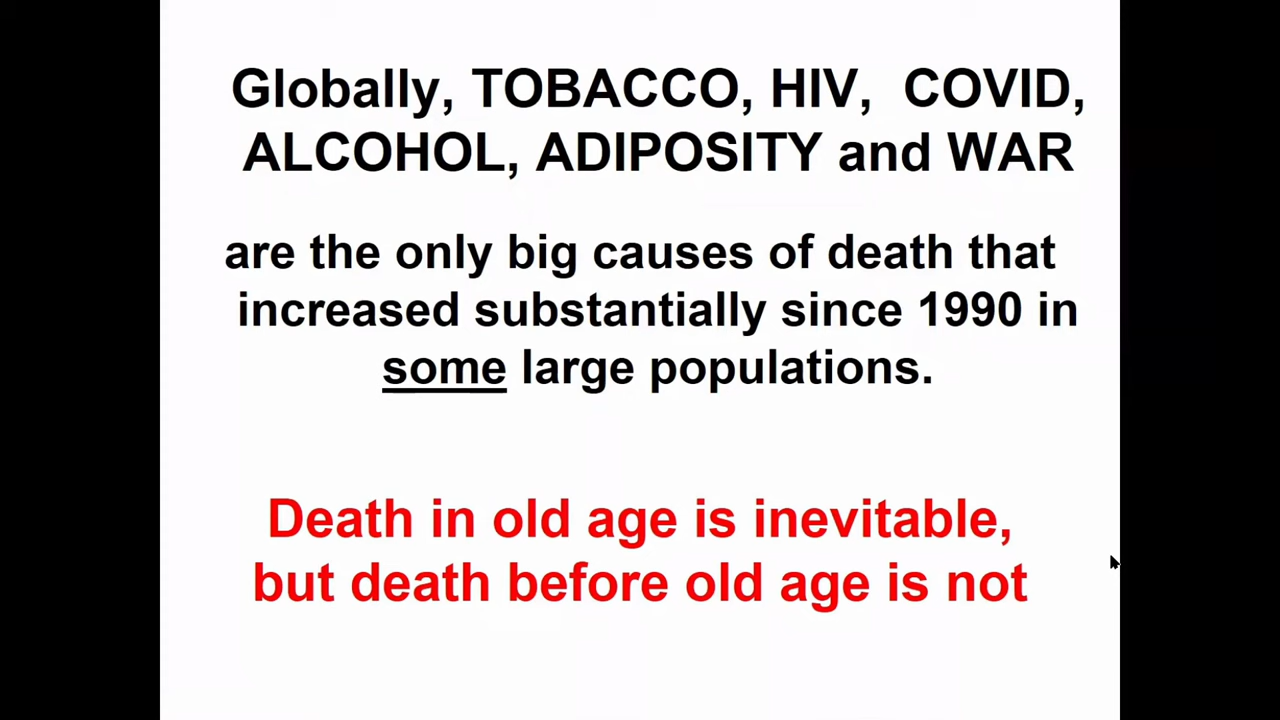 Globally, TOBACCO, HIV, COVID,
ALCOHOL, ADIPOSITY and WAR
are the only big causes of death that
increased substantially since 1990 in
some large populations.
Death in old age is inevitable,
but death before old age is not